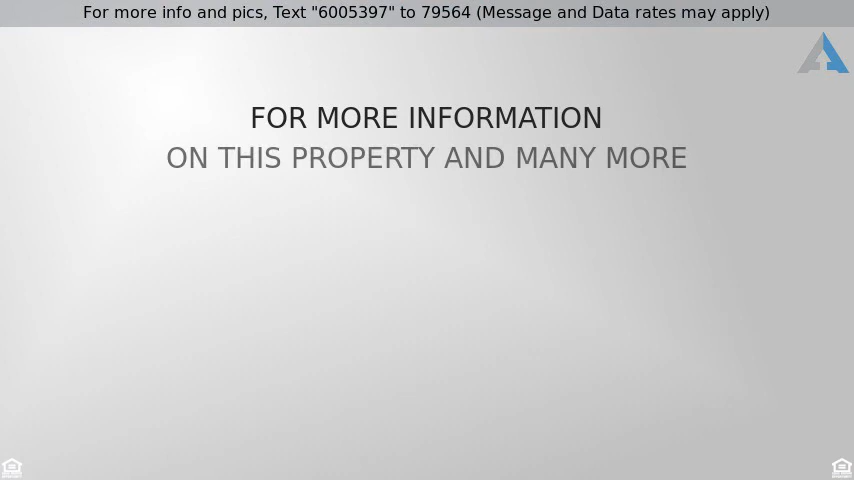 For more info and pics, Text "6005397" to 79564 (Message and Data rates may apply)
FOR MORE INFORMATION
ON THIS PROPERTY AND MANY MORE